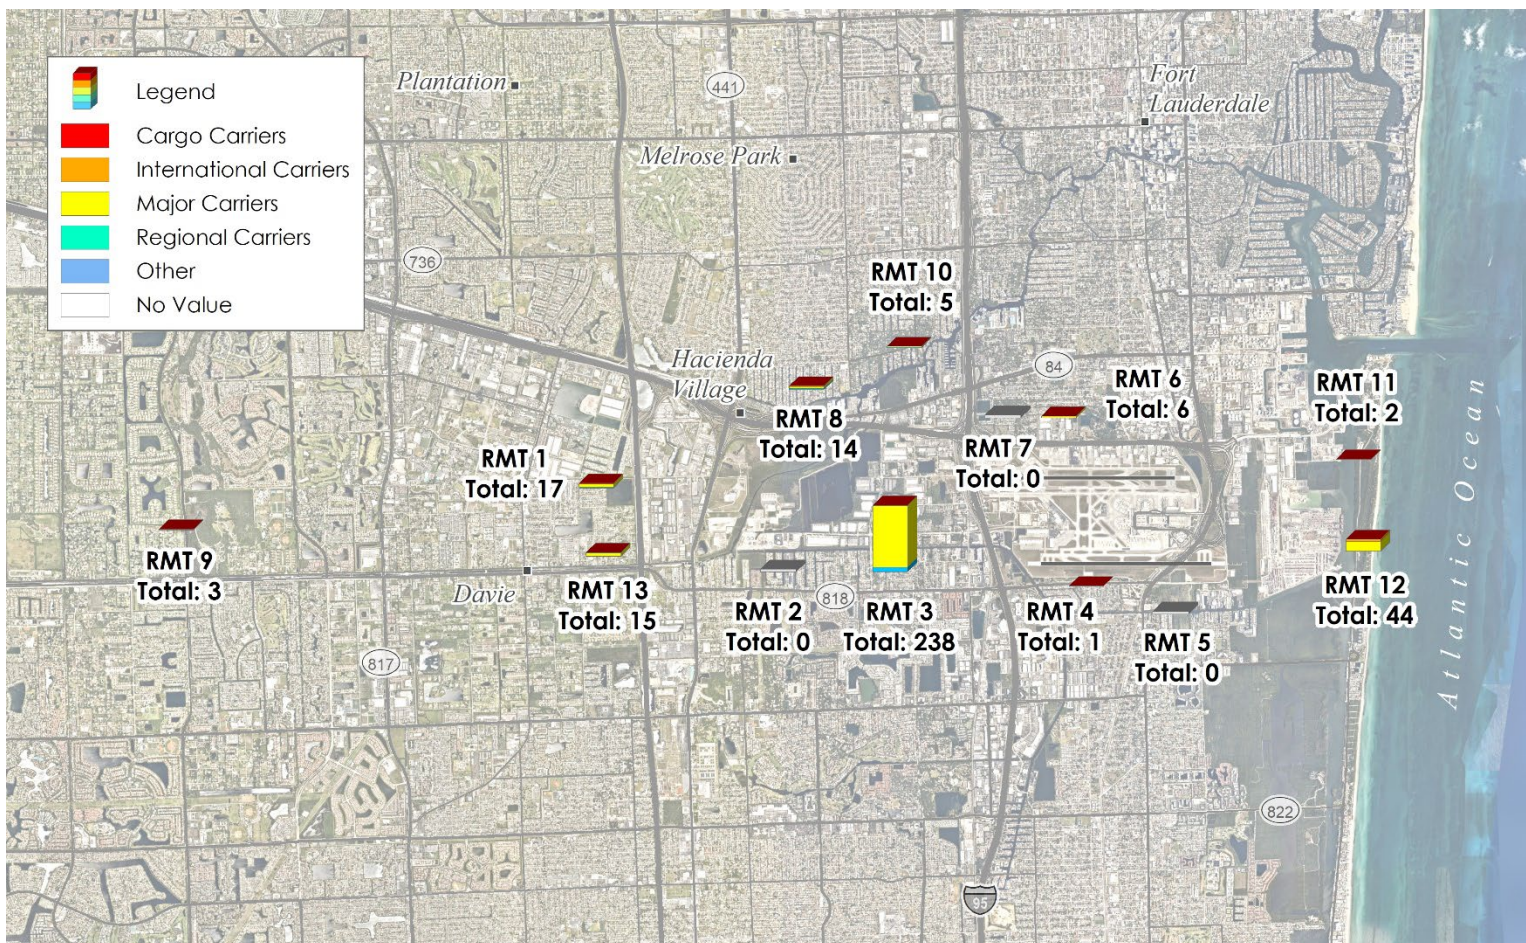 Legend
Cargo Carriers
International Carriers
Major Carriers
Regional Carriers
Other
No Value
Plantation
441
Fort
Lauderdale
Melrose Park
736
RMT 10
Total: 5
Hacienda
Village
84
RMT 6
Total: 6
RMT 11
Total: 2
RMT 8
Total: 14
RMT 7
Total: 0
RMT 1
Total: 17
RMT 9
Total: 3
RMT 13
Total: 15
Davie
RMT 2
Total: 0
818
RMT 3
Total: 238
RMT 4
Total: 1
RMT 5
Total: 0
RMT 12
Total: 44
Atlantic Ocean
817
822
95